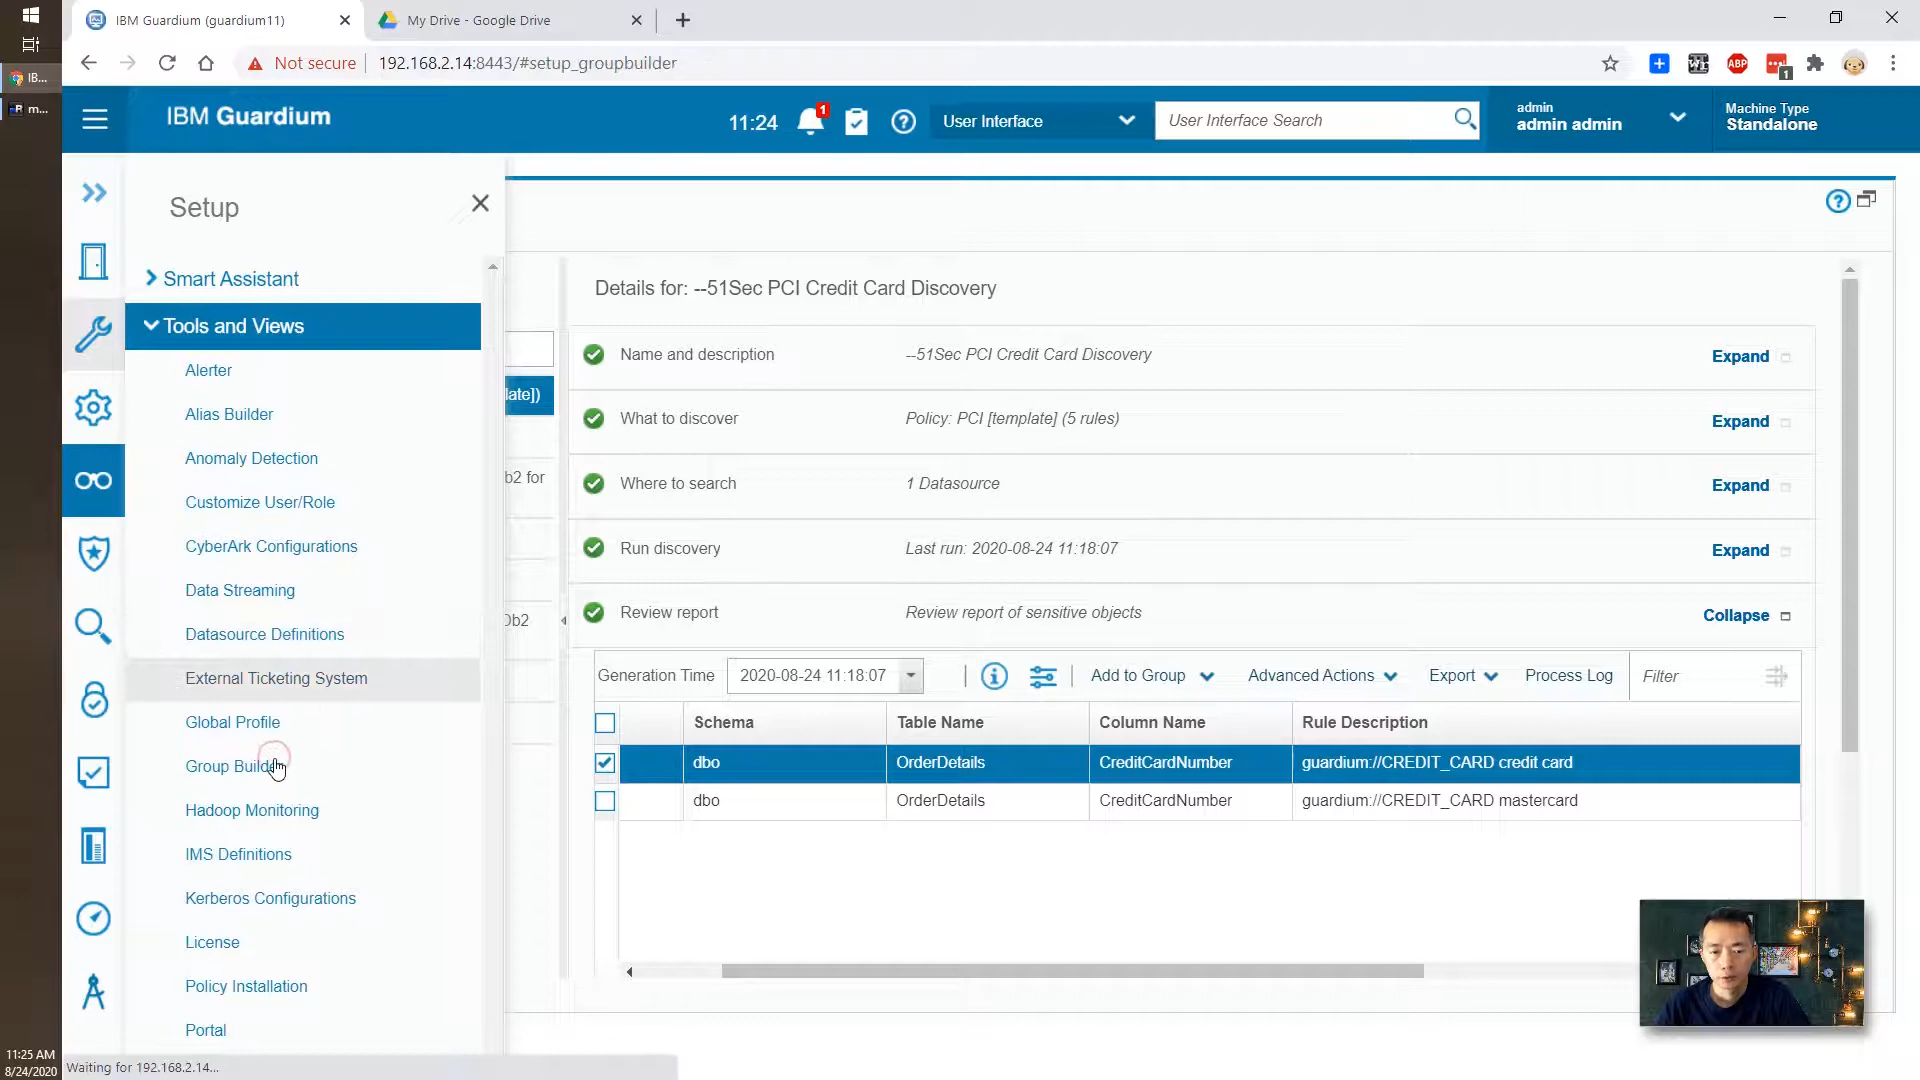 IBM Guardium (guardium11)
My Drive - Google Drive
IB...
m...
Not secure
192.168.2.14:8443/#setup_groupbuilder
ABP
1
IBM Guardium
11:24
1
User Interface
User Interface Search
admin
admin admin
Machine Type
Standalone
Setup
Smart Assistant
Tools and Views
Alerter
Alias Builder
Anomaly Detection
Customize User/Role
CyberArk Configurations
Data Streaming
Datasource Definitions
External Ticketing System
Global Profile
Group Builder
Hadoop Monitoring
IMS Definitions
Kerberos Configurations
License
Policy Installation
Portal
late])
b2 for
Db2
Details for: --51Sec PCI Credit Card Discovery
Name and description --51Sec PCI Credit Card Discovery Expand
What to discover Policy: PCI [template] (5 rules) Expand
Where to search 1 Datasource Expand
Run discovery Last run: 2020-08-24 11:18:07 Expand
Review report Review report of sensitive objects Collapse
Generation Time 2020-08-24 11:18:07 Add to Group Advanced Actions Export Process Log Filter
Schema Table Name Column Name Rule Description
dbo OrderDetails CreditCardNumber guardium://CREDIT_CARD credit card
dbo OrderDetails CreditCardNumber guardium://CREDIT_CARD mastercard
11:25 AM
8/24/2020
Waiting for 192.168.2.14...